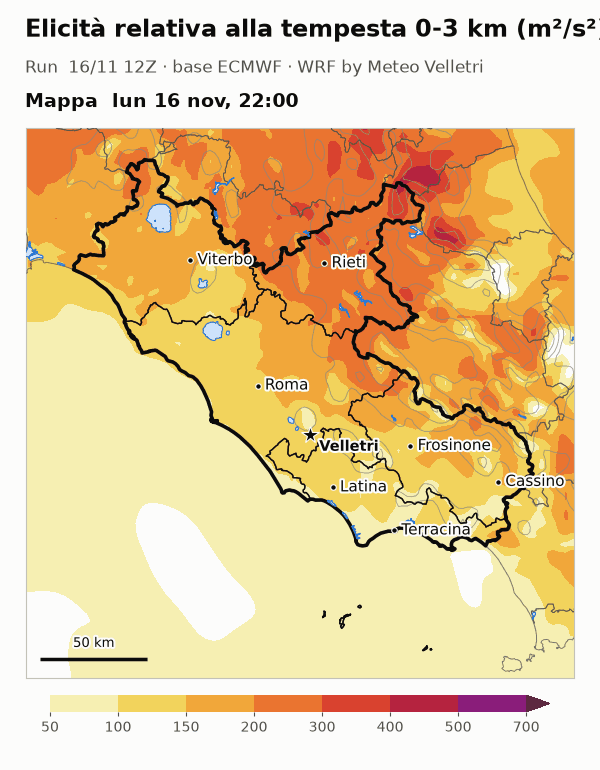 Elicità relativa alla tempesta 0-3 km (m²/s²)
Run 16/11 12Z · base ECMWF · WRF by Meteo Velletri
Mappa lun 16 nov, 22:00
Viterbo
Rieti
Roma
Velletri
Frosinone
Cassino
Latina
Terracina
50 km
50 100 150 200 300 400 500 700